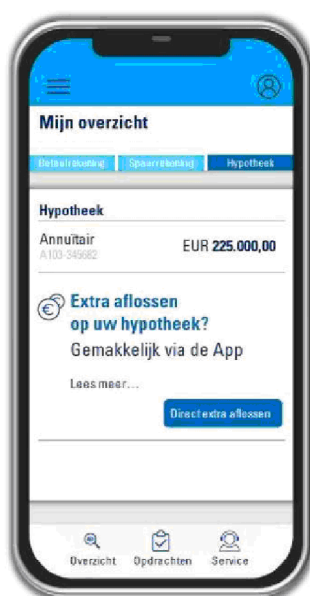 Mijn overzicht
Betaalrekening Spaarrekening Hypotheek
Hypotheek
Annuïtair EUR 225.000,00
A103-345682
Extra aflossen
op uw hypotheek?
Gemakkelijk via de App
Lees meer...
Direct extra aflossen
Overzicht Opdrachten Service